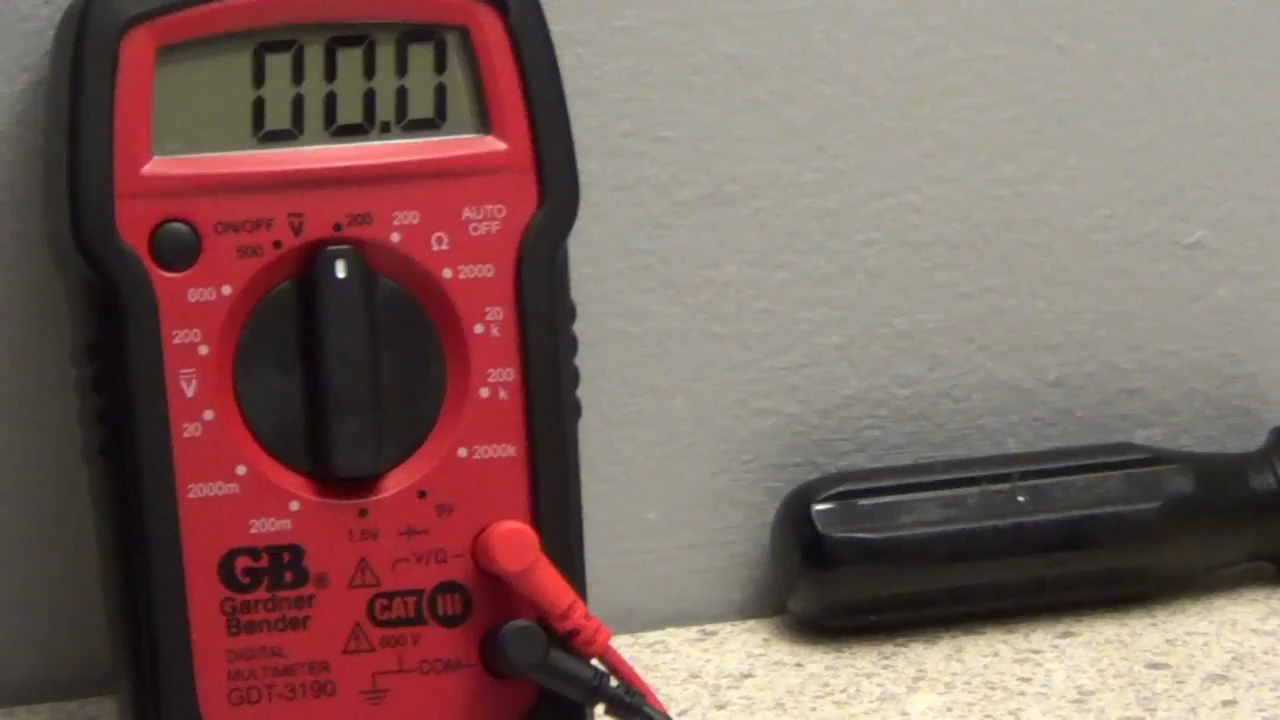 00.0
ON/OFF V 200 200 AUTO
OFF
500 Ω
600 2000
200 20
k
V 200
k
20
2000m 2000k
200m 1.5V 9V
GB®
Gardner
Bender
V/Ω
CAT III
600 V
DIGITAL
MULTIMETER
COM
GDT-3190